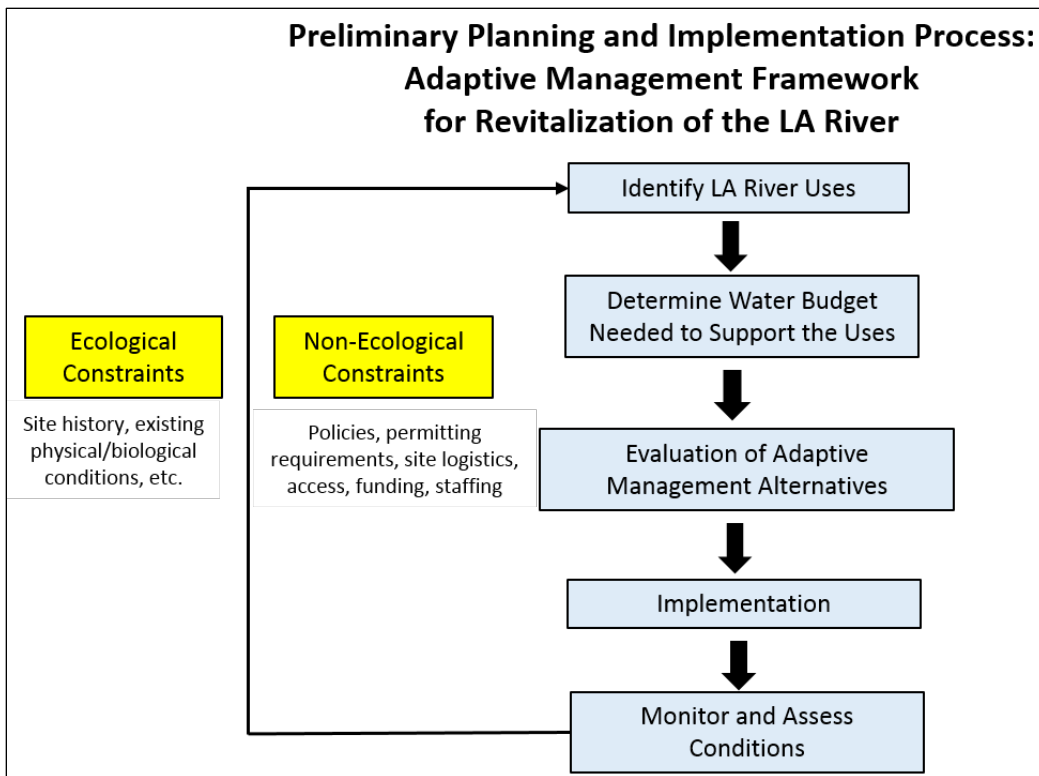 Preliminary Planning and Implementation Process:
Adaptive Management Framework
for Revitalization of the LA River
Identify LA River Uses
Determine Water Budget
Needed to Support the Uses
Ecological
Constraints
Site history, existing
physical/biological
conditions, etc.
Non-Ecological
Constraints
Policies, permitting
requirements, site logistics,
access, funding, staffing
Evaluation of Adaptive
Management Alternatives
Implementation
Monitor and Assess
Conditions